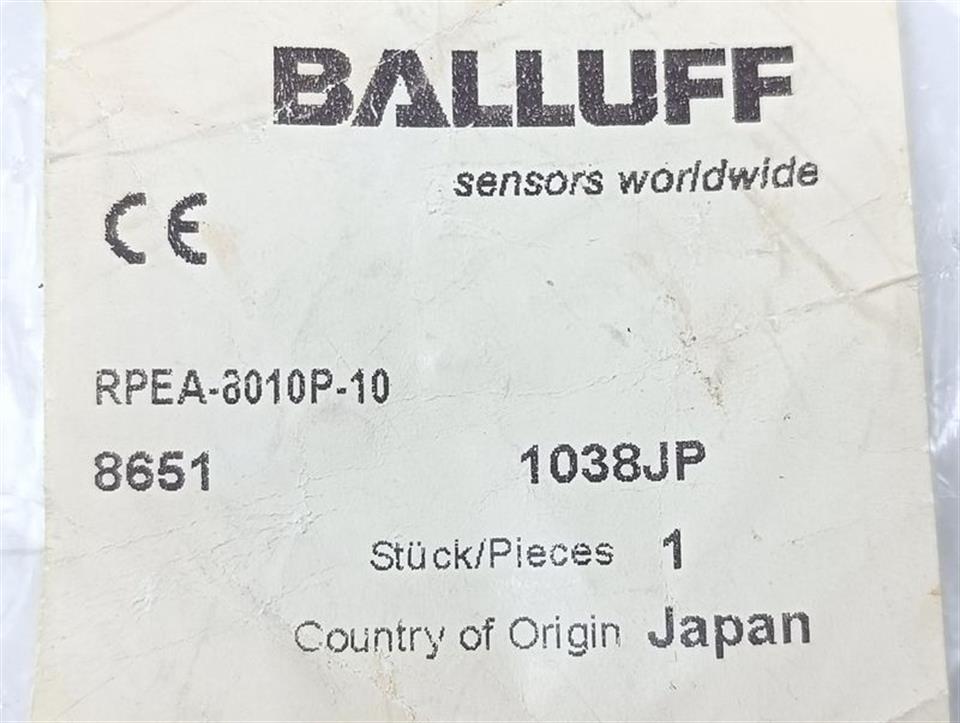 BALLUFF
sensors worldwide
CE
RPEA-8010P-10
8651 1038JP
Stück/Pieces 1
Country of Origin Japan